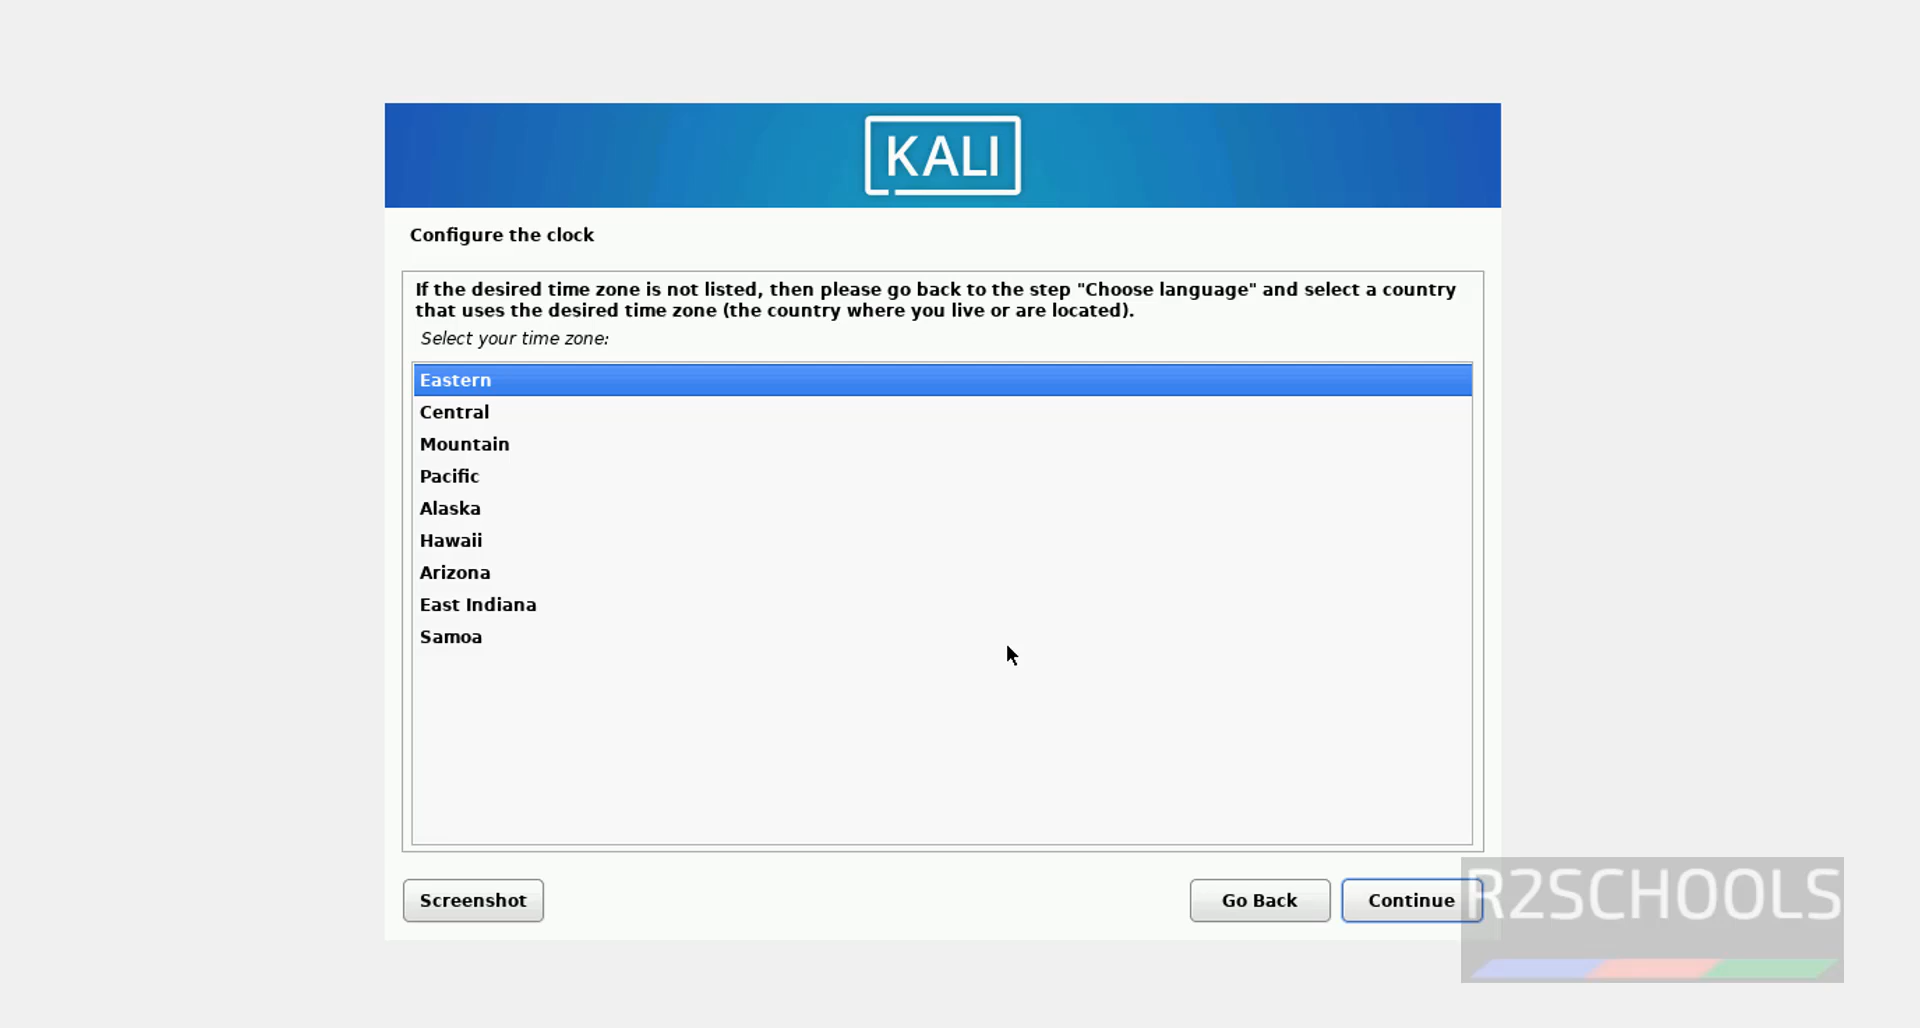 KALI
Configure the clock
If the desired time zone is not listed, then please go back to the step "Choose language" and select a country
that uses the desired time zone (the country where you live or are located).
Select your time zone:
Eastern
Central
Mountain
Pacific
Alaska
Hawaii
Arizona
East Indiana
Samoa
Screenshot
Go Back
Continue
R2SCHOOLS